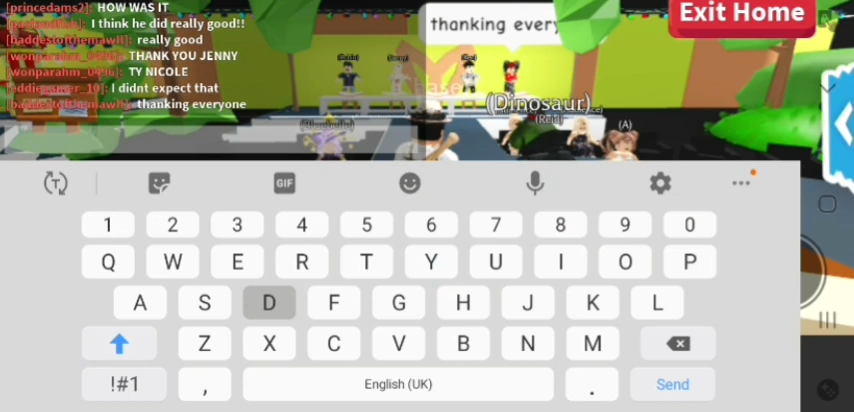 [princedams2]: HOW WAS IT
I think he did really good!!
really good
THANK YOU JENNY
TY NICOLE
I didnt expect that
thanking everyone
thanking every
Exit Home
(Dinosaur)
(Reid)
(A)
GIF
1 2 3 4 5 6 7 8 9 0
Q W E R T Y U I O P
A S D F G H J K L
Z X C V B N M
!#1 , English (UK) . Send